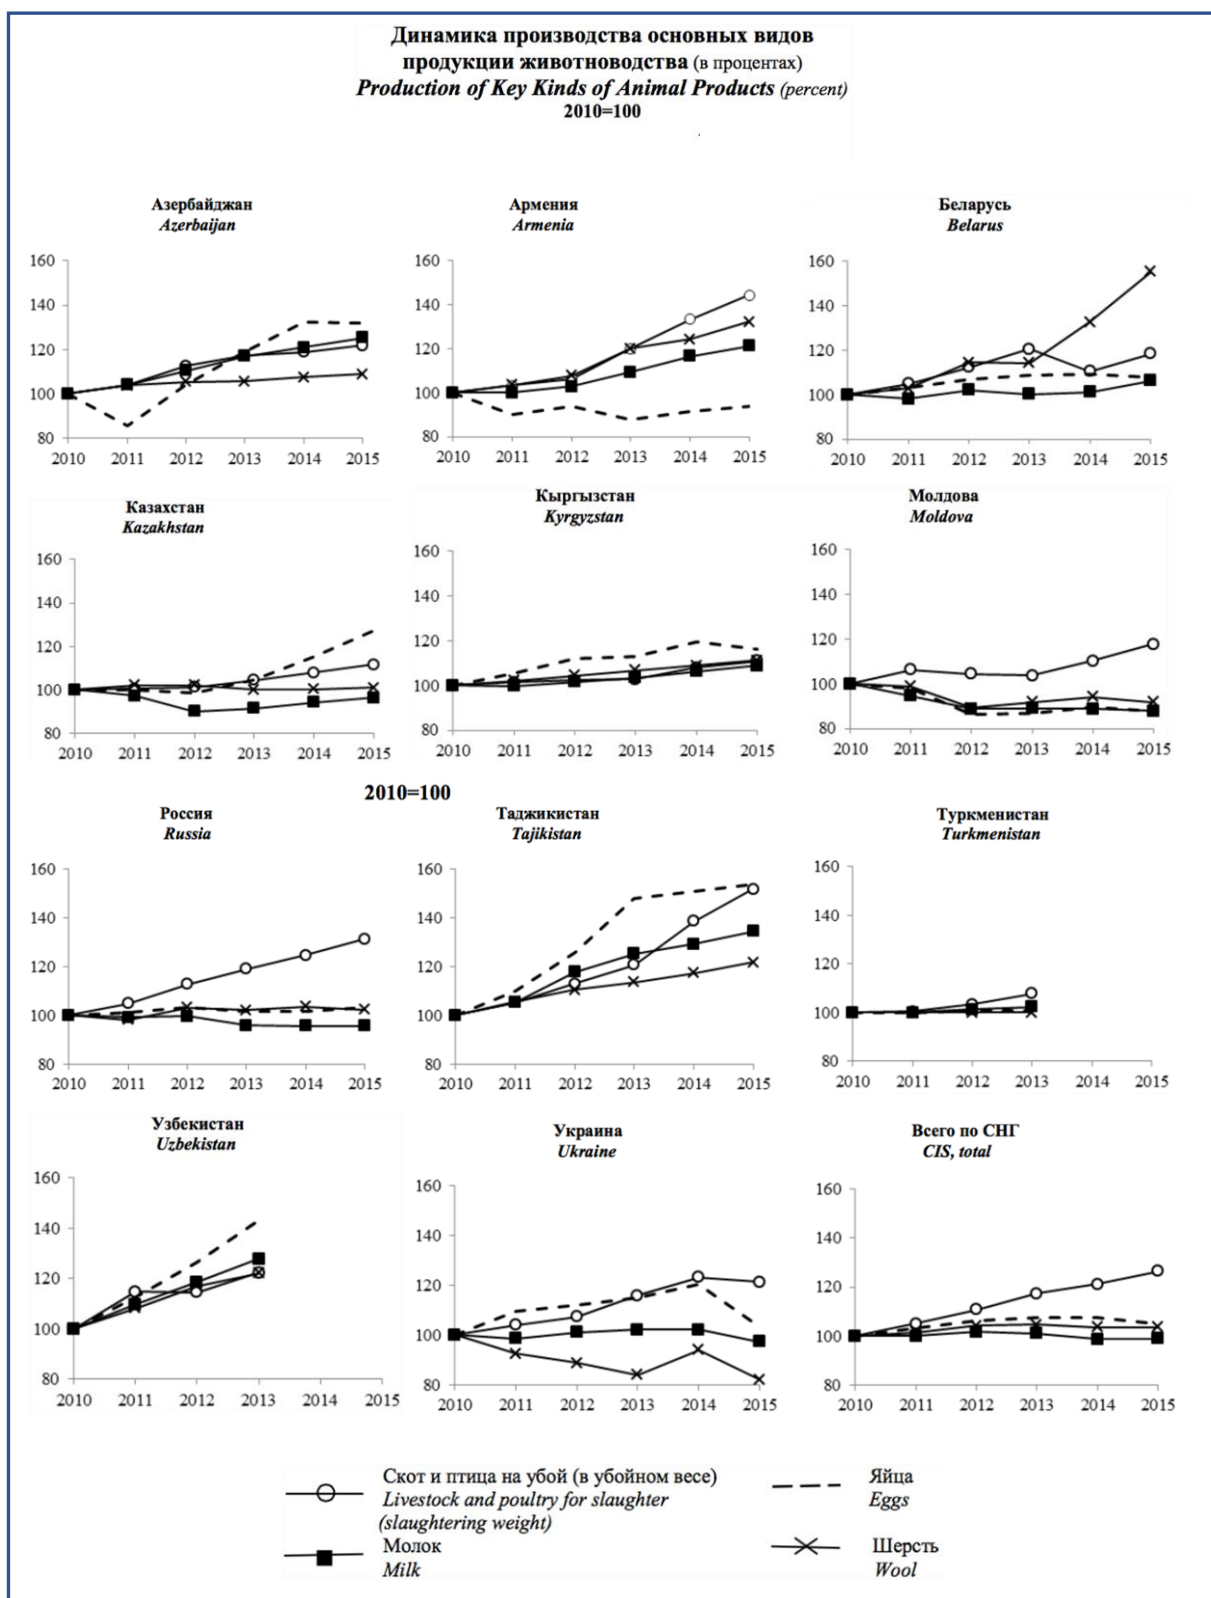 Динамика производства основных видов
продукции животноводства (в процентах)
Production of Key Kinds of Animal Products (percent)
2010=100
Азербайджан
Azerbaijan
160
140
120
100
80
2010 2011 2012 2013 2014 2015
Армения
Armenia
160
140
120
100
80
2010 2011 2012 2013 2014 2015
Беларусь
Belarus
160
140
120
100
80
2010 2011 2012 2013 2014 2015
Казахстан
Kazakhstan
160
140
120
100
80
2010 2011 2012 2013 2014 2015
Кыргызстан
Kyrgyzstan
160
140
120
100
80
2010 2011 2012 2013 2014 2015
Молдова
Moldova
160
140
120
100
80
2010 2011 2012 2013 2014 2015
2010=100
Россия
Russia
160
140
120
100
80
2010 2011 2012 2013 2014 2015
Таджикистан
Tajikistan
160
140
120
100
80
2010 2011 2012 2013 2014 2015
Туркменистан
Turkmenistan
160
140
120
100
80
2010 2011 2012 2013 2014 2015
Узбекистан
Uzbekistan
160
140
120
100
80
2010 2011 2012 2013 2014 2015
Украина
Ukraine
160
140
120
100
80
2010 2011 2012 2013 2014 2015
Всего по СНГ
CIS, total
160
140
120
100
80
2010 2011 2012 2013 2014 2015
Скот и птица на убой (в убойном весе)
Livestock and poultry for slaughter
(slaughtering weight)
Яйца
Eggs
Молок
Milk
Шерсть
Wool